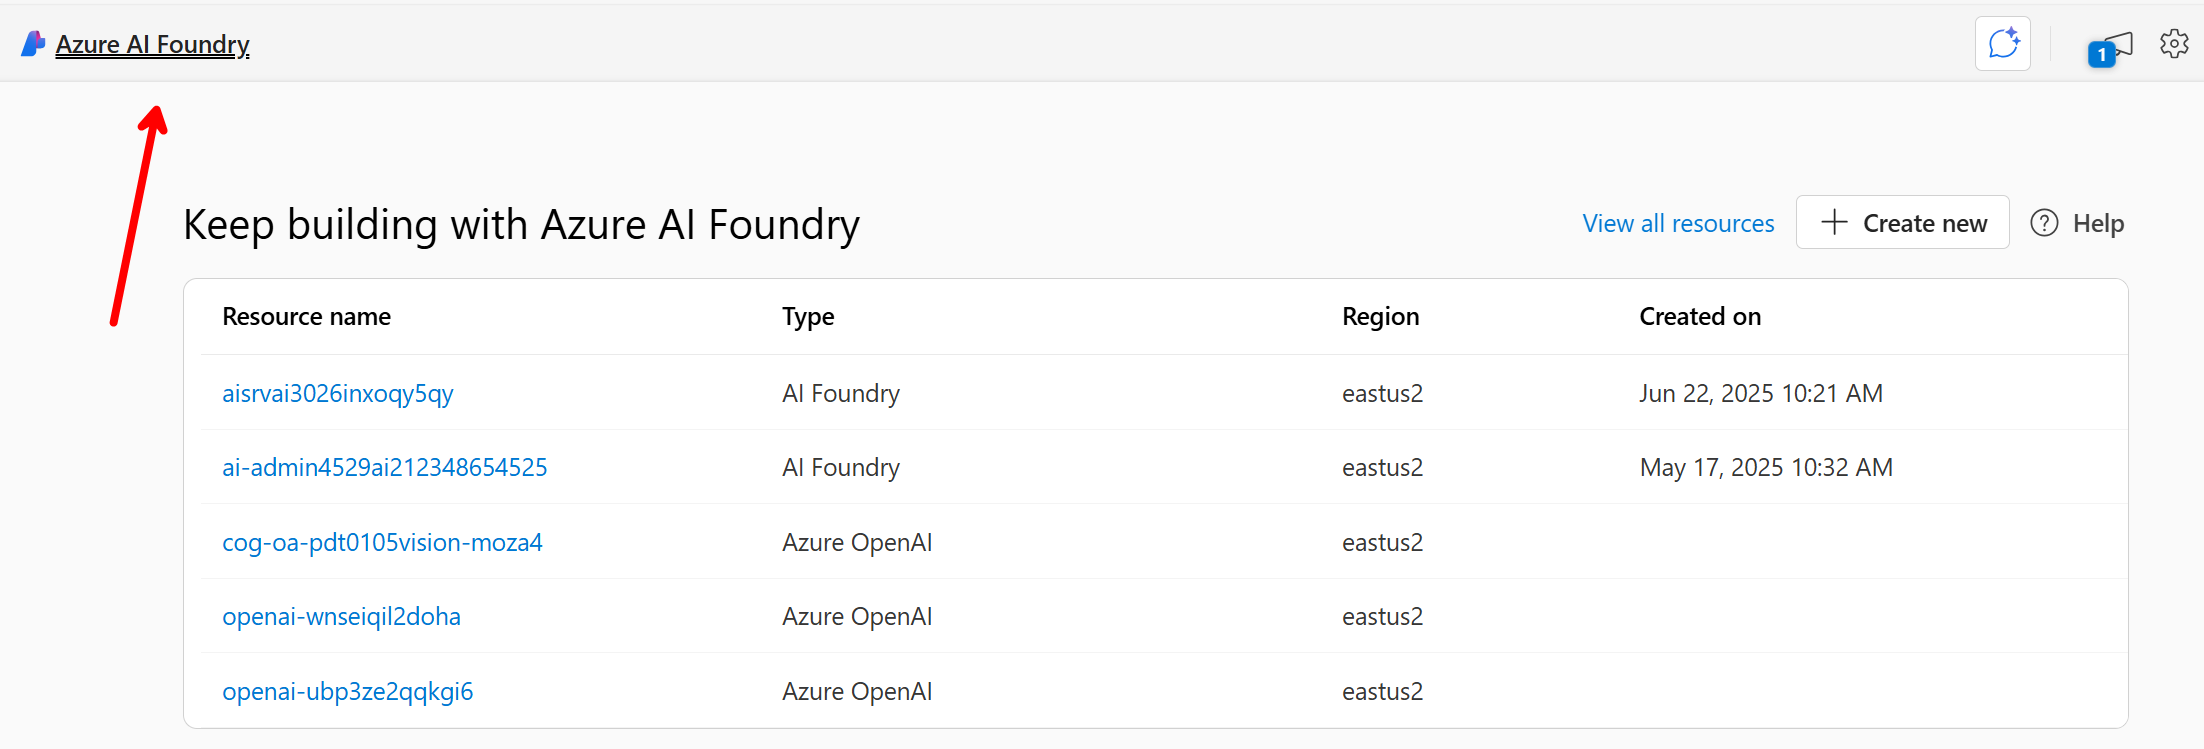 Azure AI Foundry
1
Keep building with Azure AI Foundry
View all resources
Create new
Help
Resource name Type Region Created on
aisrvai3026inxoqy5qy AI Foundry eastus2 Jun 22, 2025 10:21 AM
ai-admin4529ai212348654525 AI Foundry eastus2 May 17, 2025 10:32 AM
cog-oa-pdt0105vision-moza4 Azure OpenAI eastus2
openai-wnseiqil2doha Azure OpenAI eastus2
openai-ubp3ze2qqkgi6 Azure OpenAI eastus2